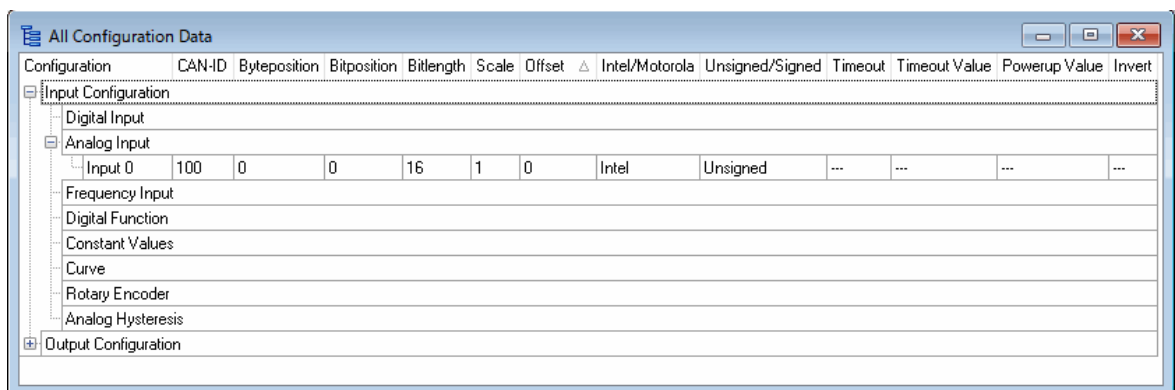 All Configuration Data
Configuration CAN-ID Byteposition Bitposition Bitlength Scale Offset Intel/Motorola Unsigned/Signed Timeout Timeout Value Powerup Value Invert
Input Configuration
Digital Input
Analog Input
Input 0 100 0 0 16 1 0 Intel Unsigned --- --- --- ---
Frequency Input
Digital Function
Constant Values
Curve
Rotary Encoder
Analog Hysteresis
Output Configuration